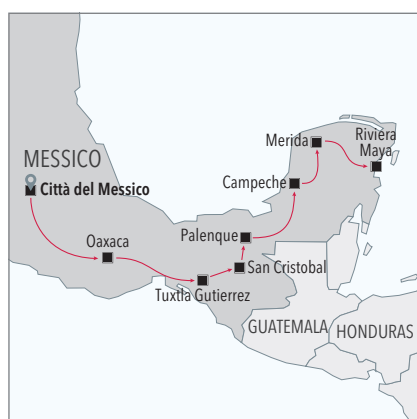 Merida
Riviera
Maya
MESSICO
Campeche
Città del Messico
Palenque
Oaxaca
San Cristobal
Tuxtla Gutierrez
GUATEMALA
HONDURAS